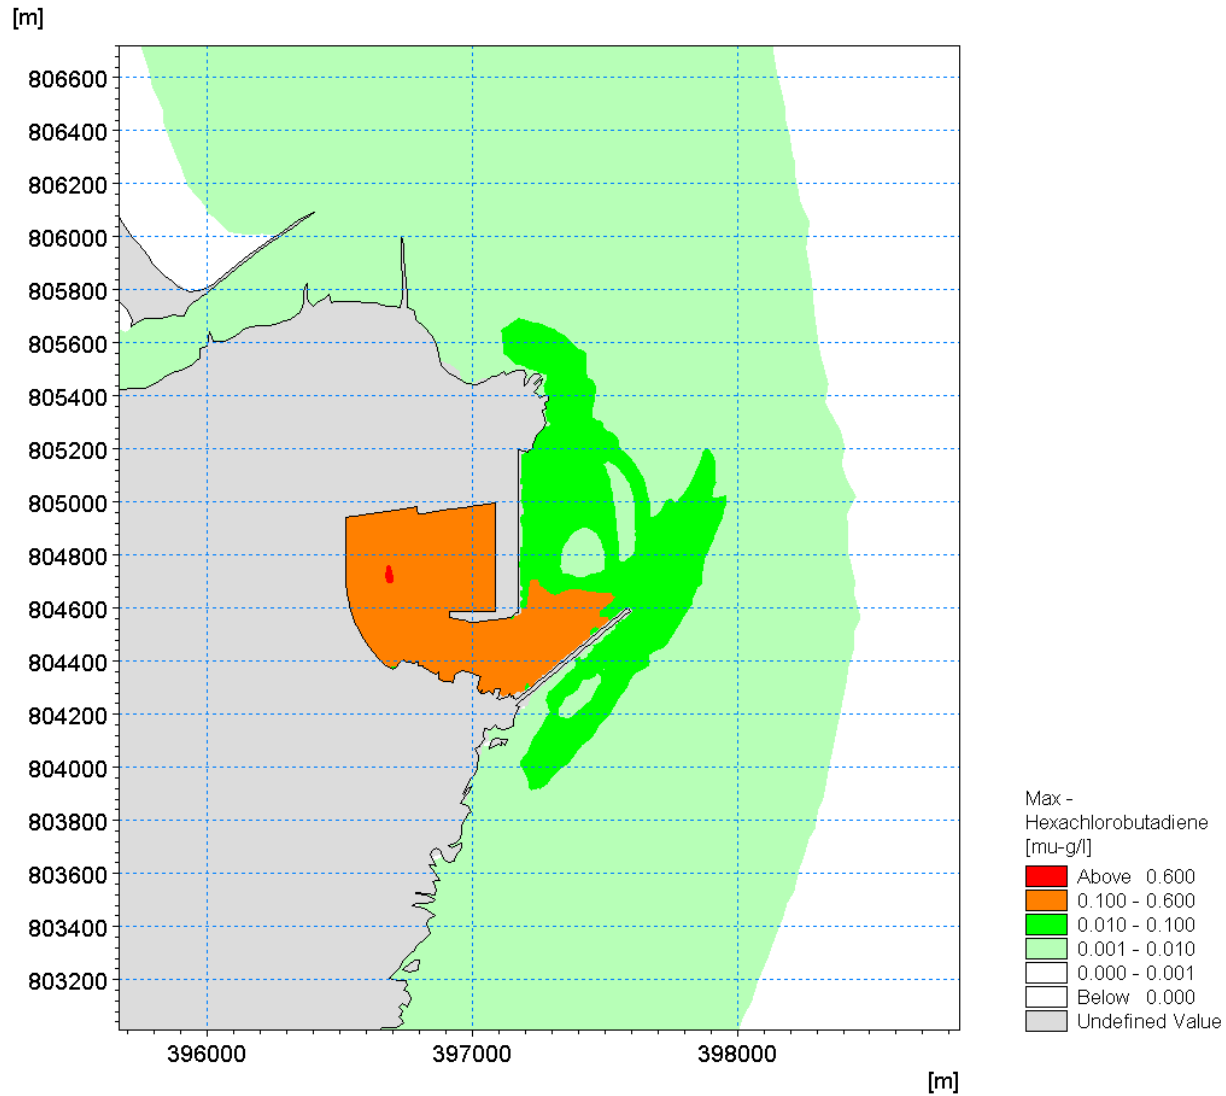 [m]
806600
806400
806200
806000
805800
805600
805400
805200
805000
804800
804600
804400
804200
804000
803800
803600
803400
803200
396000 397000 398000
[m]
Max -
Hexachlorobutadiene
[mu-g/l]
Above 0.600
0.100 - 0.600
0.010 - 0.100
0.001 - 0.010
0.000 - 0.001
Below 0.000
Undefined Value